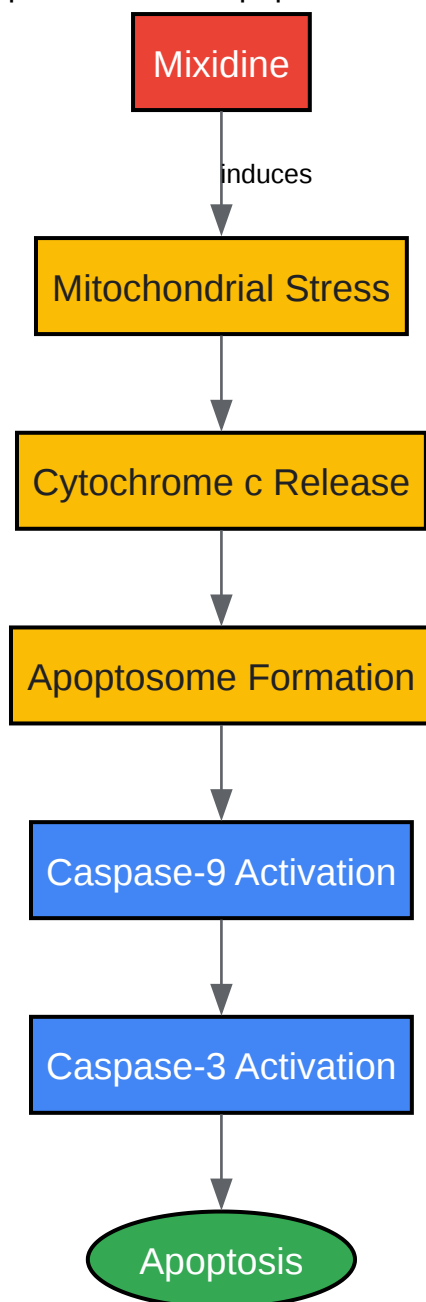 Mixidine
induces
Mitochondrial Stress
Cytochrome c Release
Apoptosome Formation
Caspase-9 Activation
Caspase-3 Activation
Apoptosis